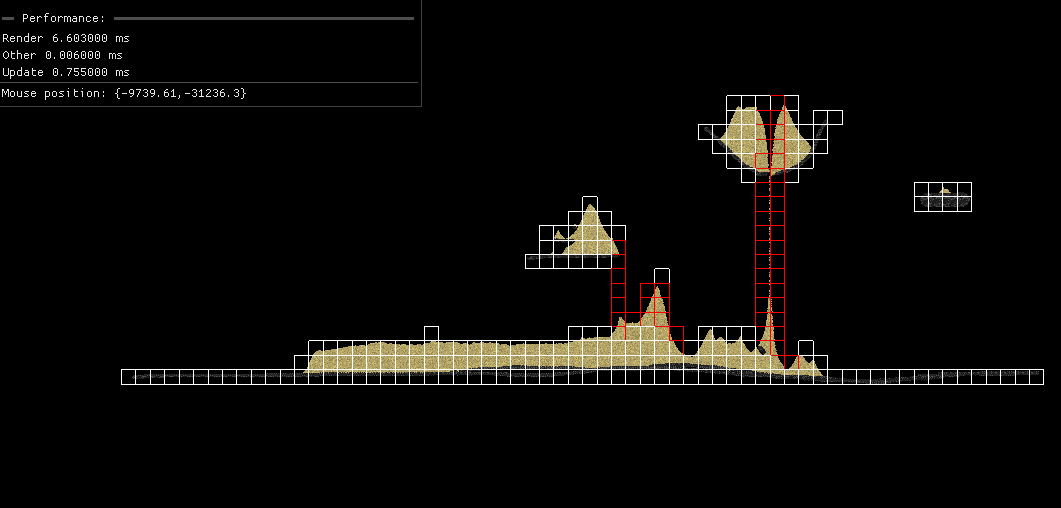 Performance:
Render 6.603000 ms
Other 0.006000 ms
Update 0.755000 ms
Mouse position: {-9739.61,-31236.3}